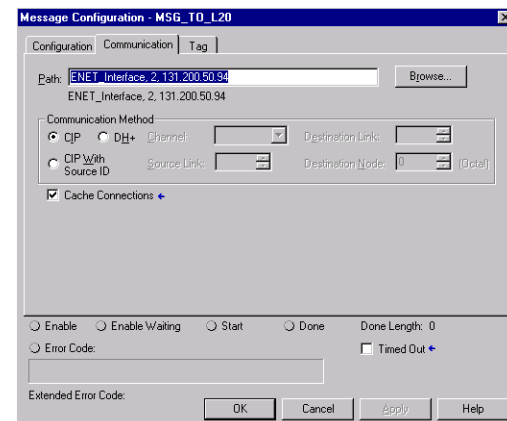 Message Configuration - MSG_TO_L20
Configuration Communication Tag
Path: ENET_Interface, 2, 131.200.50.94 Browse...
ENET_Interface, 2, 131.200.50.94
Communication Method
CIP DH+ Channel: Destination Link:
CIP With Source ID Source Link: Destination Node: 0 (Octal)
Cache Connections
Enable Enable Waiting Start Done Done Length: 0
Error Code: Timed Out
Extended Error Code:
OK Cancel Apply Help